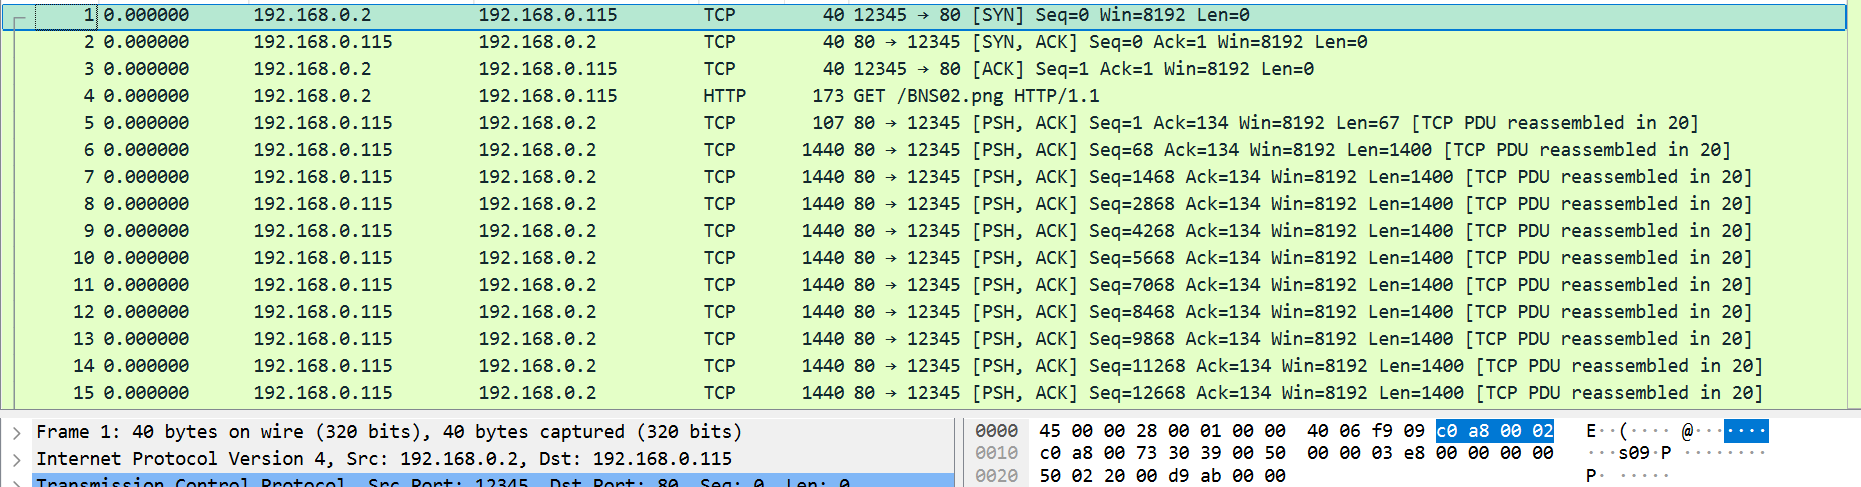 1 0.000000 192.168.0.2 192.168.0.115 TCP 40 12345 → 80 [SYN] Seq=0 Win=8192 Len=0
2 0.000000 192.168.0.115 192.168.0.2 TCP 40 80 → 12345 [SYN, ACK] Seq=0 Ack=1 Win=8192 Len=0
3 0.000000 192.168.0.2 192.168.0.115 TCP 40 12345 → 80 [ACK] Seq=1 Ack=1 Win=8192 Len=0
4 0.000000 192.168.0.2 192.168.0.115 HTTP 173 GET /BNS02.png HTTP/1.1
5 0.000000 192.168.0.115 192.168.0.2 TCP 107 80 → 12345 [PSH, ACK] Seq=1 Ack=134 Win=8192 Len=67 [TCP PDU reassembled in 20]
6 0.000000 192.168.0.115 192.168.0.2 TCP 1440 80 → 12345 [PSH, ACK] Seq=68 Ack=134 Win=8192 Len=1400 [TCP PDU reassembled in 20]
7 0.000000 192.168.0.115 192.168.0.2 TCP 1440 80 → 12345 [PSH, ACK] Seq=1468 Ack=134 Win=8192 Len=1400 [TCP PDU reassembled in 20]
8 0.000000 192.168.0.115 192.168.0.2 TCP 1440 80 → 12345 [PSH, ACK] Seq=2868 Ack=134 Win=8192 Len=1400 [TCP PDU reassembled in 20]
9 0.000000 192.168.0.115 192.168.0.2 TCP 1440 80 → 12345 [PSH, ACK] Seq=4268 Ack=134 Win=8192 Len=1400 [TCP PDU reassembled in 20]
10 0.000000 192.168.0.115 192.168.0.2 TCP 1440 80 → 12345 [PSH, ACK] Seq=5668 Ack=134 Win=8192 Len=1400 [TCP PDU reassembled in 20]
11 0.000000 192.168.0.115 192.168.0.2 TCP 1440 80 → 12345 [PSH, ACK] Seq=7068 Ack=134 Win=8192 Len=1400 [TCP PDU reassembled in 20]
12 0.000000 192.168.0.115 192.168.0.2 TCP 1440 80 → 12345 [PSH, ACK] Seq=8468 Ack=134 Win=8192 Len=1400 [TCP PDU reassembled in 20]
13 0.000000 192.168.0.115 192.168.0.2 TCP 1440 80 → 12345 [PSH, ACK] Seq=9868 Ack=134 Win=8192 Len=1400 [TCP PDU reassembled in 20]
14 0.000000 192.168.0.115 192.168.0.2 TCP 1440 80 → 12345 [PSH, ACK] Seq=11268 Ack=134 Win=8192 Len=1400 [TCP PDU reassembled in 20]
15 0.000000 192.168.0.115 192.168.0.2 TCP 1440 80 → 12345 [PSH, ACK] Seq=12668 Ack=134 Win=8192 Len=1400 [TCP PDU reassembled in 20]
Frame 1: 40 bytes on wire (320 bits), 40 bytes captured (320 bits)
Internet Protocol Version 4, Src: 192.168.0.2, Dst: 192.168.0.115
Transmission Control Protocol, Src Port: 12345, Dst Port: 80, Seq: 0, Len: 0
0000 45 00 00 28 00 01 00 00 40 06 f9 09 c0 a8 00 02 E··(····@·······
0010 c0 a8 00 73 30 39 00 50 00 00 03 e8 00 00 00 00 ···s09·P········
0020 50 02 20 00 d9 ab 00 00 P· ·····